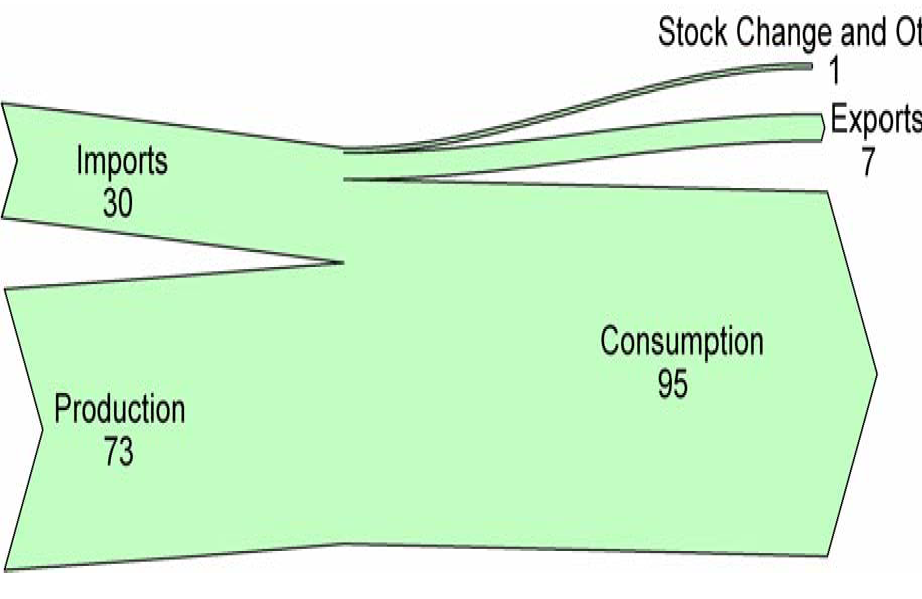 Stock Change and Ot
1
Exports
7
Imports
30
Consumption
95
Production
73